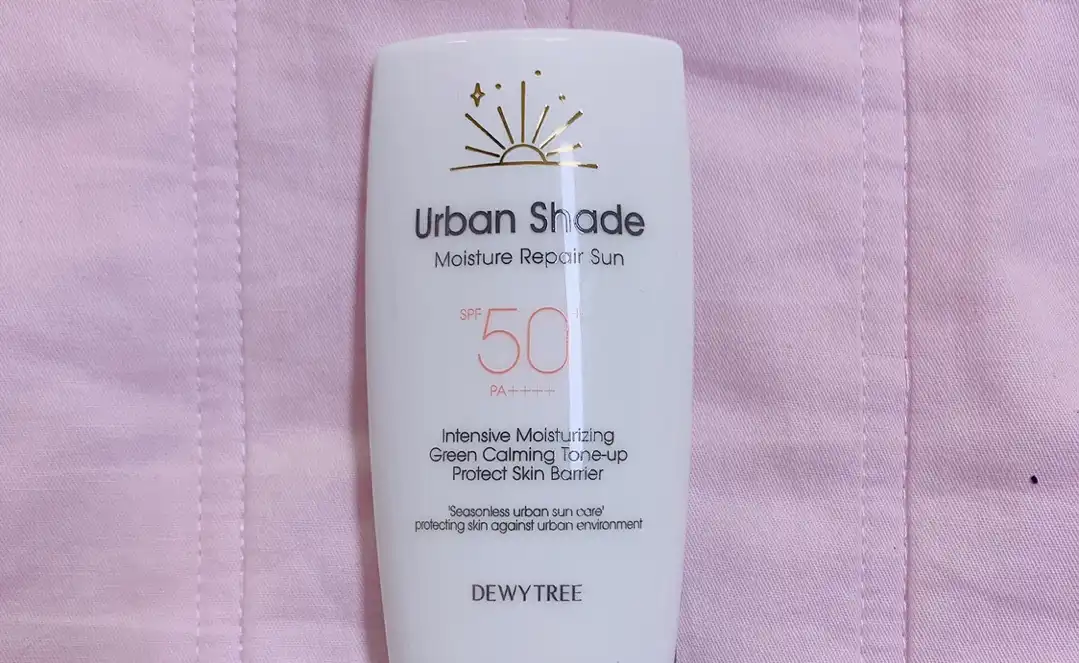 Urban Shade
Moisture Repair Sun
SPF 50+
PA++++
Intensive Moisturizing
Green Calming Tone-up
Protect Skin Barrier
'Seasonless urban sun care'
protecting skin against urban environment
DEWYTREE